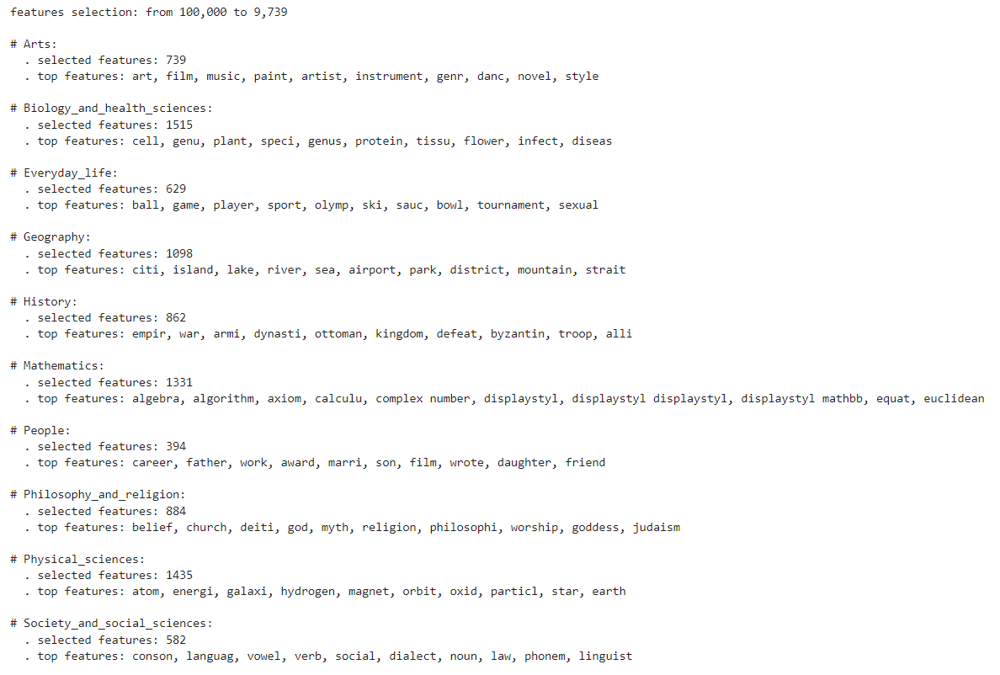 features selection: from 100,000 to 9,739
# Arts:
. selected features: 739
. top features: art, film, music, paint, artist, instrument, genr, danc, novel, style
# Biology_and_health_sciences:
. selected features: 1515
. top features: cell, genu, plant, speci, genus, protein, tissu, flower, infect, diseas
# Everyday_life:
. selected features: 629
. top features: ball, game, player, sport, olymp, ski, sauc, bowl, tournament, sexual
# Geography:
. selected features: 1098
. top features: citi, island, lake, river, sea, airport, park, district, mountain, strait
# History:
. selected features: 862
. top features: empir, war, armi, dynasti, ottoman, kingdom, defeat, byzantin, troop, alli
# Mathematics:
. selected features: 1331
. top features: algebra, algorithm, axiom, calculu, complex number, displaystyl, displaystyl displaystyl, displaystyl mathbb, equat, euclidean
# People:
. selected features: 394
. top features: career, father, work, award, marri, son, film, wrote, daughter, friend
# Philosophy_and_religion:
. selected features: 884
. top features: belief, church, deiti, god, myth, religion, philosophi, worship, goddess, judaism
# Physical_sciences:
. selected features: 1435
. top features: atom, energi, galaxi, hydrogen, magnet, orbit, oxid, particl, star, earth
# Society_and_social_sciences:
. selected features: 582
. top features: conson, languag, vowel, verb, social, dialect, noun, law, phonem, linguist